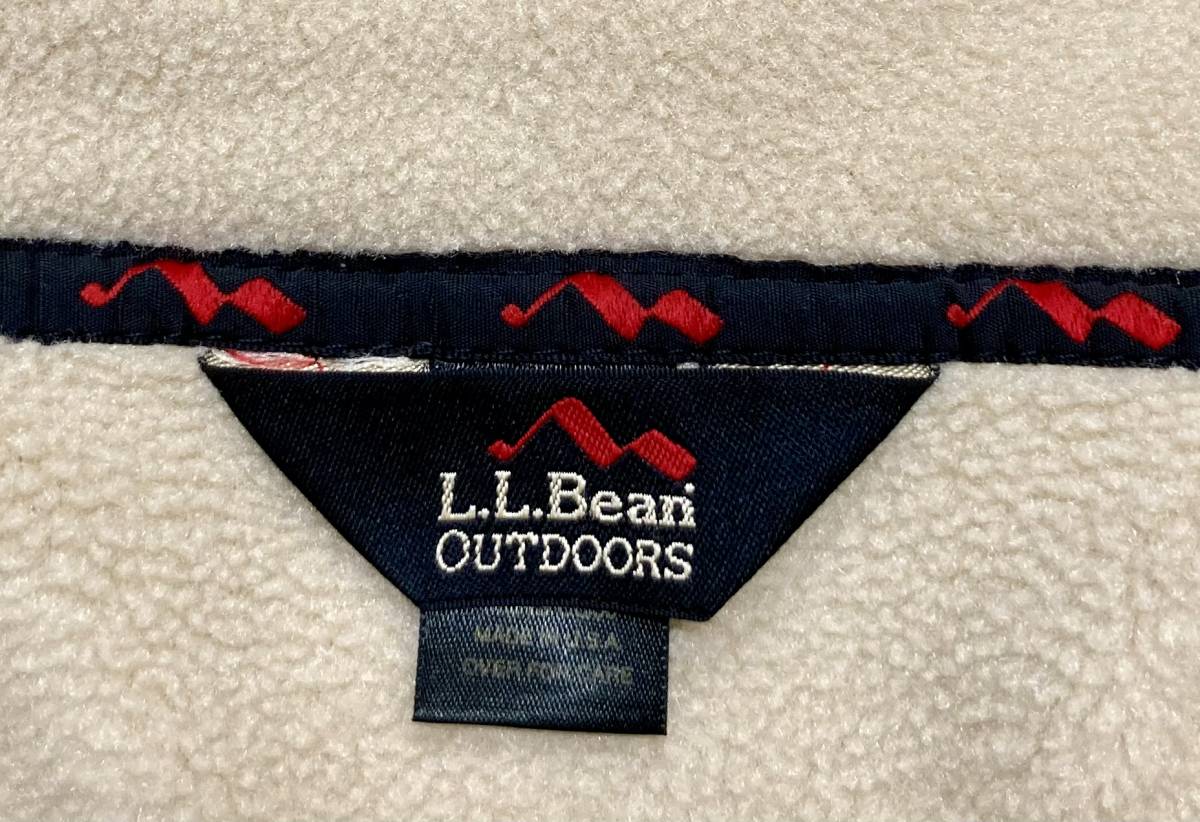 L.L.Bean
OUTDOORS
MADE IN U.S.A
OVER FOR CARE